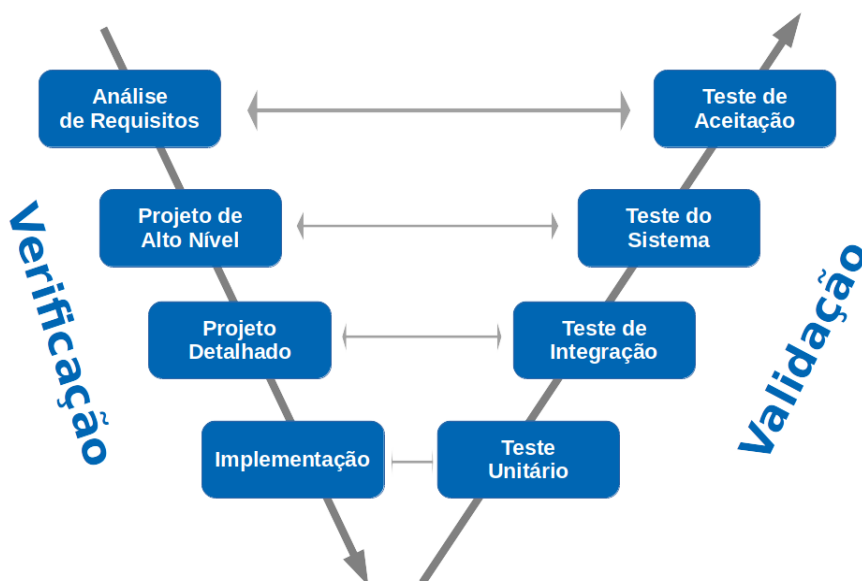 Análise
de Requisitos
Teste de
Aceitação
Projeto de
Alto Nível
Teste do
Sistema
Verificação
Validação
Projeto
Detalhado
Teste de
Integração
Implementação
Teste
Unitário